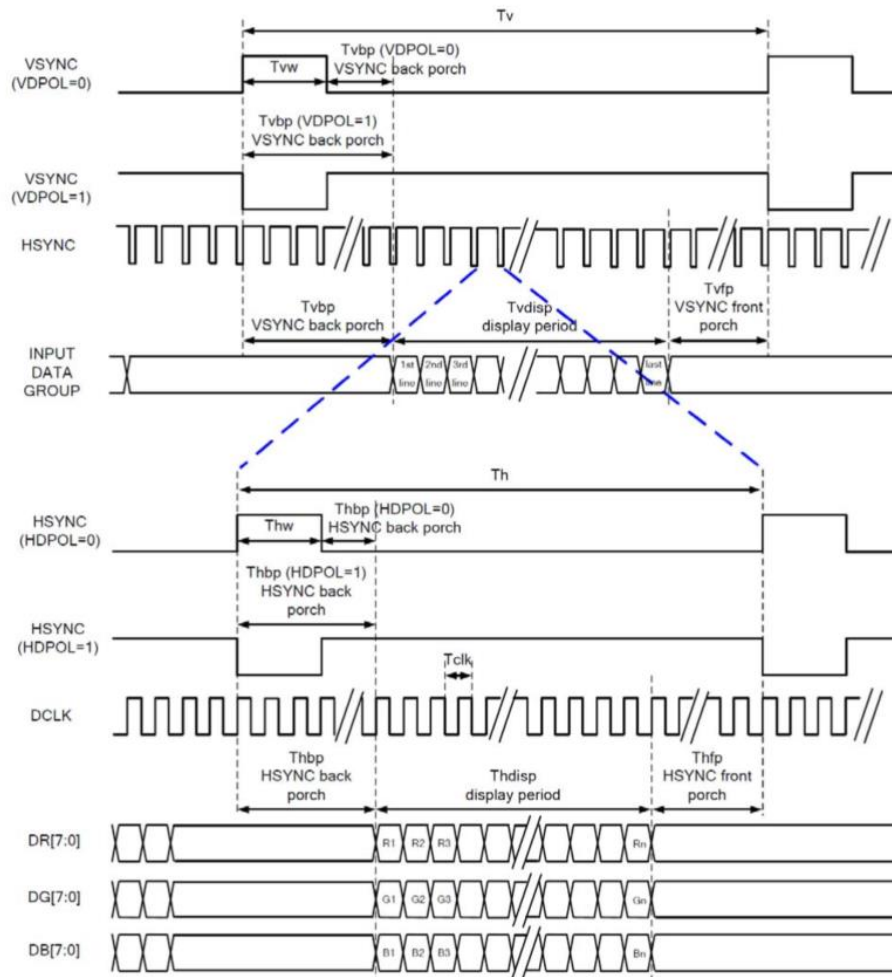 Tv
VSYNC
(VDPOL=0)
Tvw
Tvbp (VDPOL=0)
VSYNC back porch
Tvbp (VDPOL=1)
VSYNC back porch
VSYNC
(VDPOL=1)
HSYNC
Tvbp
VSYNC back porch
Tvdisp
display period
Tvfp
VSYNC front
porch
INPUT
DATA
GROUP
1st
line
2nd
line
3rd
line
last
line
Th
HSYNC
(HDPOL=0)
Thw
Thbp (HDPOL=0)
HSYNC back porch
Thbp (HDPOL=1)
HSYNC back
porch
HSYNC
(HDPOL=1)
Tclk
DCLK
Thbp
HSYNC back
porch
Thdisp
display period
Thfp
HSYNC front
porch
DR[7:0]
R1 R2 R3 Rn
DG[7:0]
G1 G2 G3 Gn
DB[7:0]
B1 B2 B3 Bn